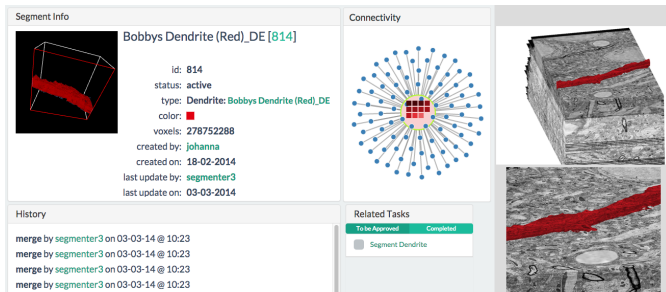 Segment Info
Bobbys Dendrite (Red)_DE [814]
id: 814
status: active
type: Dendrite: Bobbys Dendrite (Red)_DE
color:
voxels: 278752288
created by: johanna
created on: 18-02-2014
last update by: segmenter3
last update on: 03-03-2014
Connectivity
History
merge by segmenter3 on 03-03-14 @ 10:23
merge by segmenter3 on 03-03-14 @ 10:23
merge by segmenter3 on 03-03-14 @ 10:23
merge by segmenter3 on 03-03-14 @ 10:23
Related Tasks
To be Approved Completed
Segment Dendrite